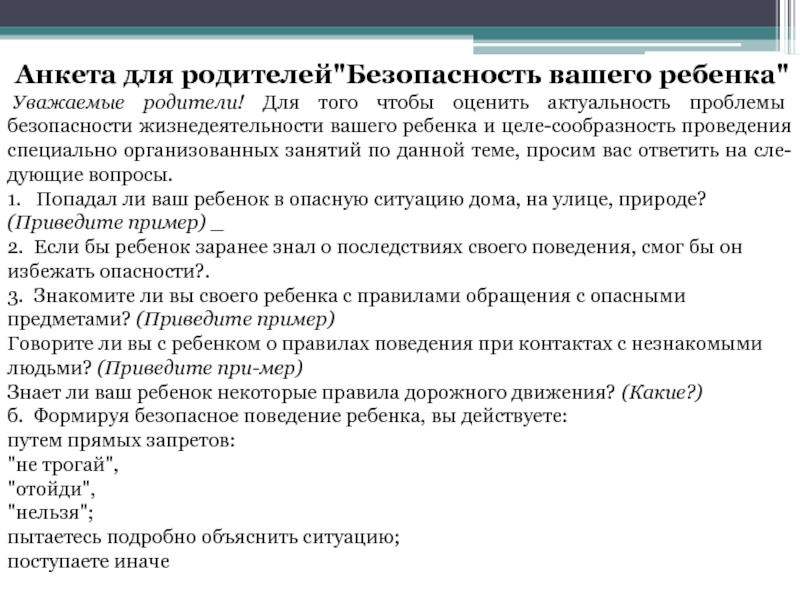 Анкета для родителей"Безопасность вашего ребенка"
Уважаемые родители! Для того чтобы оценить актуальность проблемы
безопасности жизнедеятельности вашего ребенка и целе-сообразность проведения
специально организованных занятий по данной теме, просим вас ответить на сле-
дующие вопросы.
1. Попадал ли ваш ребенок в опасную ситуацию дома, на улице, природе?
(Приведите пример) _
2. Если бы ребенок заранее знал о последствиях своего поведения, смог бы он
избежать опасности?.
3. Знакомите ли вы своего ребенка с правилами обращения с опасными
предметами? (Приведите пример)
Говорите ли вы с ребенком о правилах поведения при контактах с незнакомыми
людьми? (Приведите при-мер)
Знает ли ваш ребенок некоторые правила дорожного движения? (Какие?)
б. Формируя безопасное поведение ребенка, вы действуете:
путем прямых запретов:
"не трогай",
"отойди",
"нельзя";
пытаетесь подробно объяснить ситуацию;
поступаете иначе